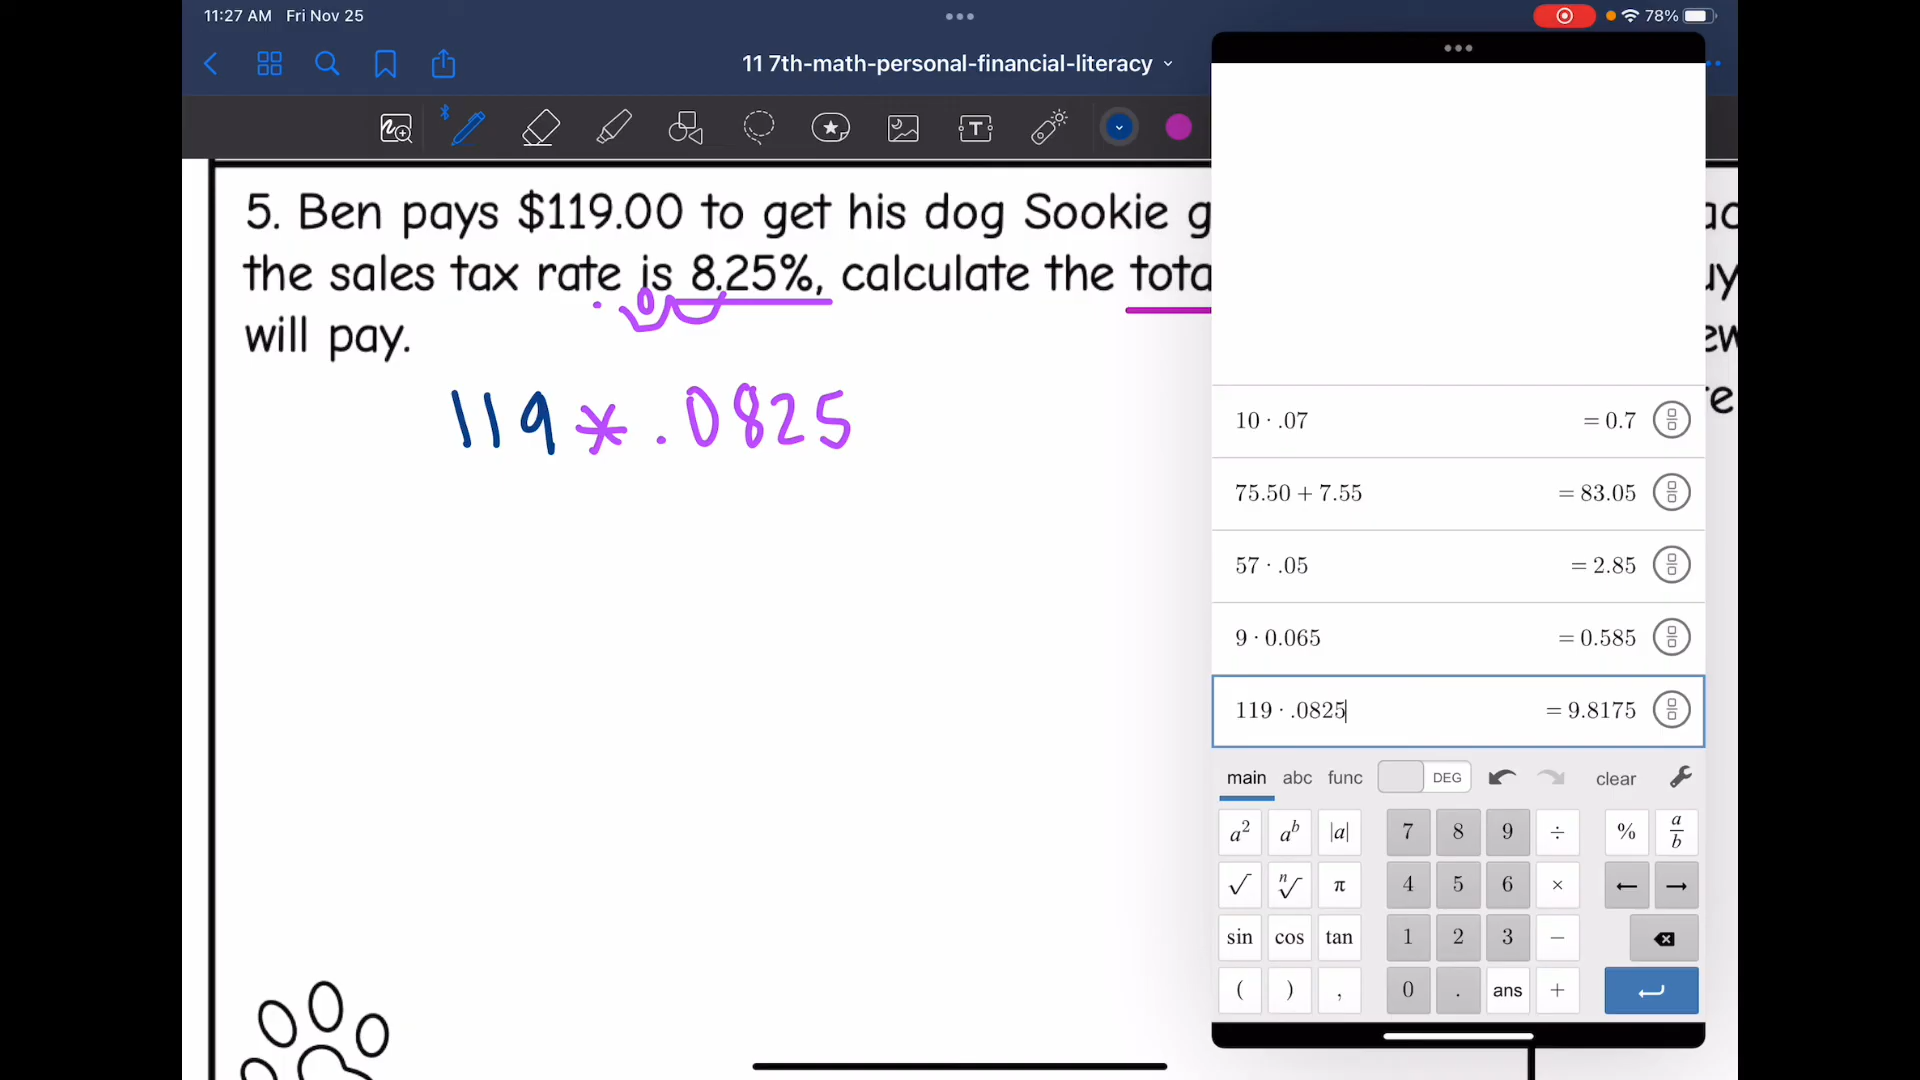 11:27 AM Fri Nov 25
78%
11 7th-math-personal-financial-literacy
5. Ben pays $119.00 to get his dog Sookie g
the sales tax rate is 8.25%, calculate the tota
will pay.
. 0
119 * .0825
10 · .07 = 0.7
75.50 + 7.55 = 83.05
57 · .05 = 2.85
9 · 0.065 = 0.585
119 · .0825 = 9.8175
main abc func DEG clear
a² aᵇ |a| 7 8 9 ÷ % a/b
√ ⁿ√ π 4 5 6 × ← →
sin cos tan 1 2 3 −
( ) , 0 . ans +